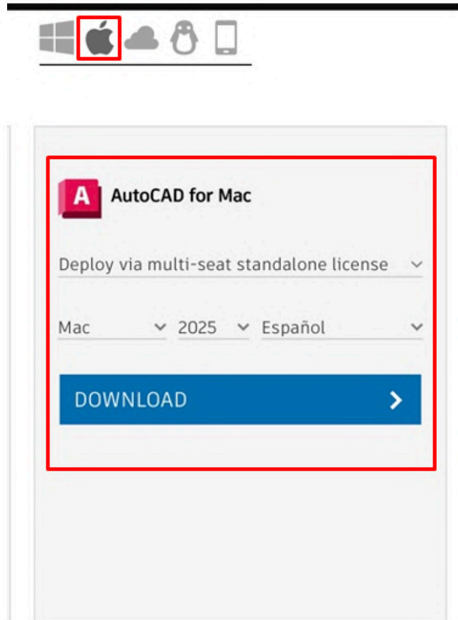 A AutoCAD for Mac
Deploy via multi-seat standalone license
Mac 2025 Español
DOWNLOAD